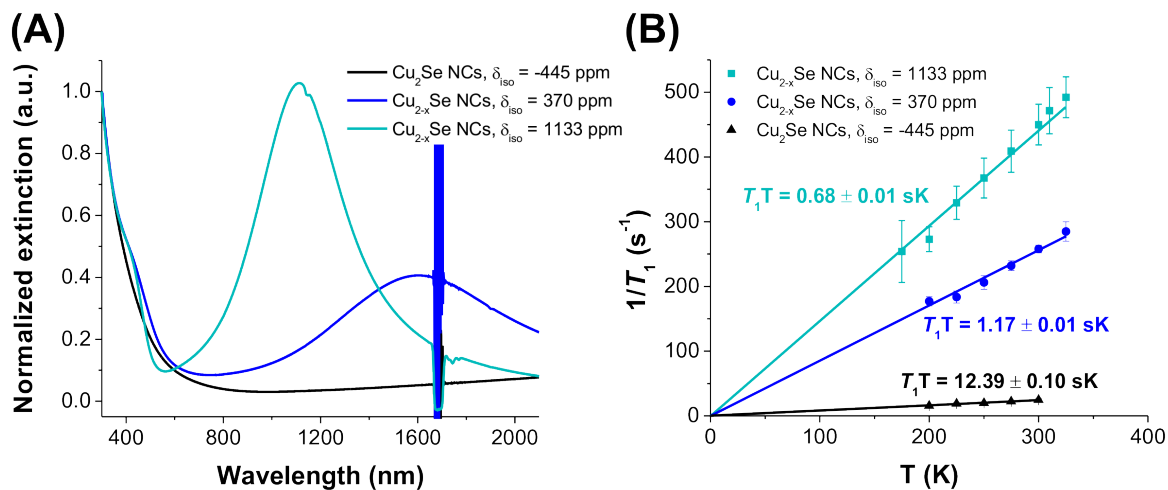 (A)
Normalized extinction (a.u.)
1.0
0.8
0.6
0.4
0.2
0.0
Cu₂Se NCs, δiso = -445 ppm
Cu₂₋ₓSe NCs, δiso = 370 ppm
Cu₂₋ₓSe NCs, δiso = 1133 ppm
400 800 1200 1600 2000
Wavelength (nm)
(B)
1/T₁ (s⁻¹)
500
400
300
200
100
0
Cu₂₋ₓSe NCs, δiso = 1133 ppm
Cu₂₋ₓSe NCs, δiso = 370 ppm
Cu₂Se NCs, δiso = -445 ppm
T₁T = 0.68 ± 0.01 sK
T₁T = 1.17 ± 0.01 sK
T₁T = 12.39 ± 0.10 sK
0 100 200 300 400
T (K)